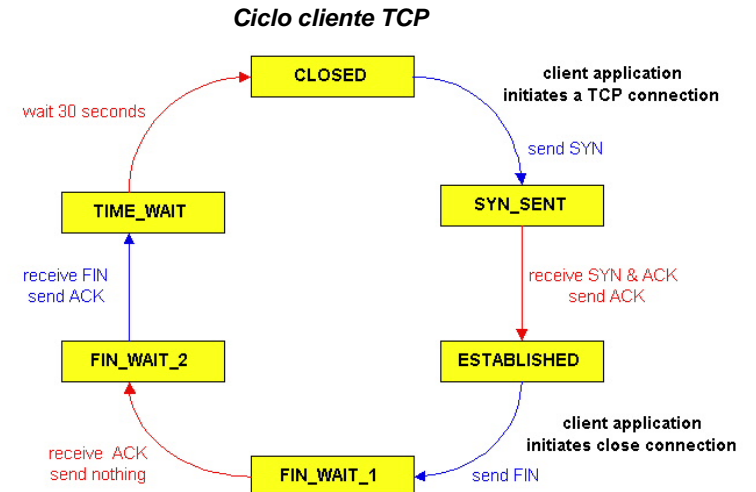 Ciclo cliente TCP
CLOSED
client application
initiates a TCP connection
wait 30 seconds
send SYN
TIME_WAIT
SYN_SENT
receive FIN
send ACK
receive SYN & ACK
send ACK
FIN_WAIT_2
ESTABLISHED
client application
initiates close connection
receive ACK
send nothing
FIN_WAIT_1
send FIN